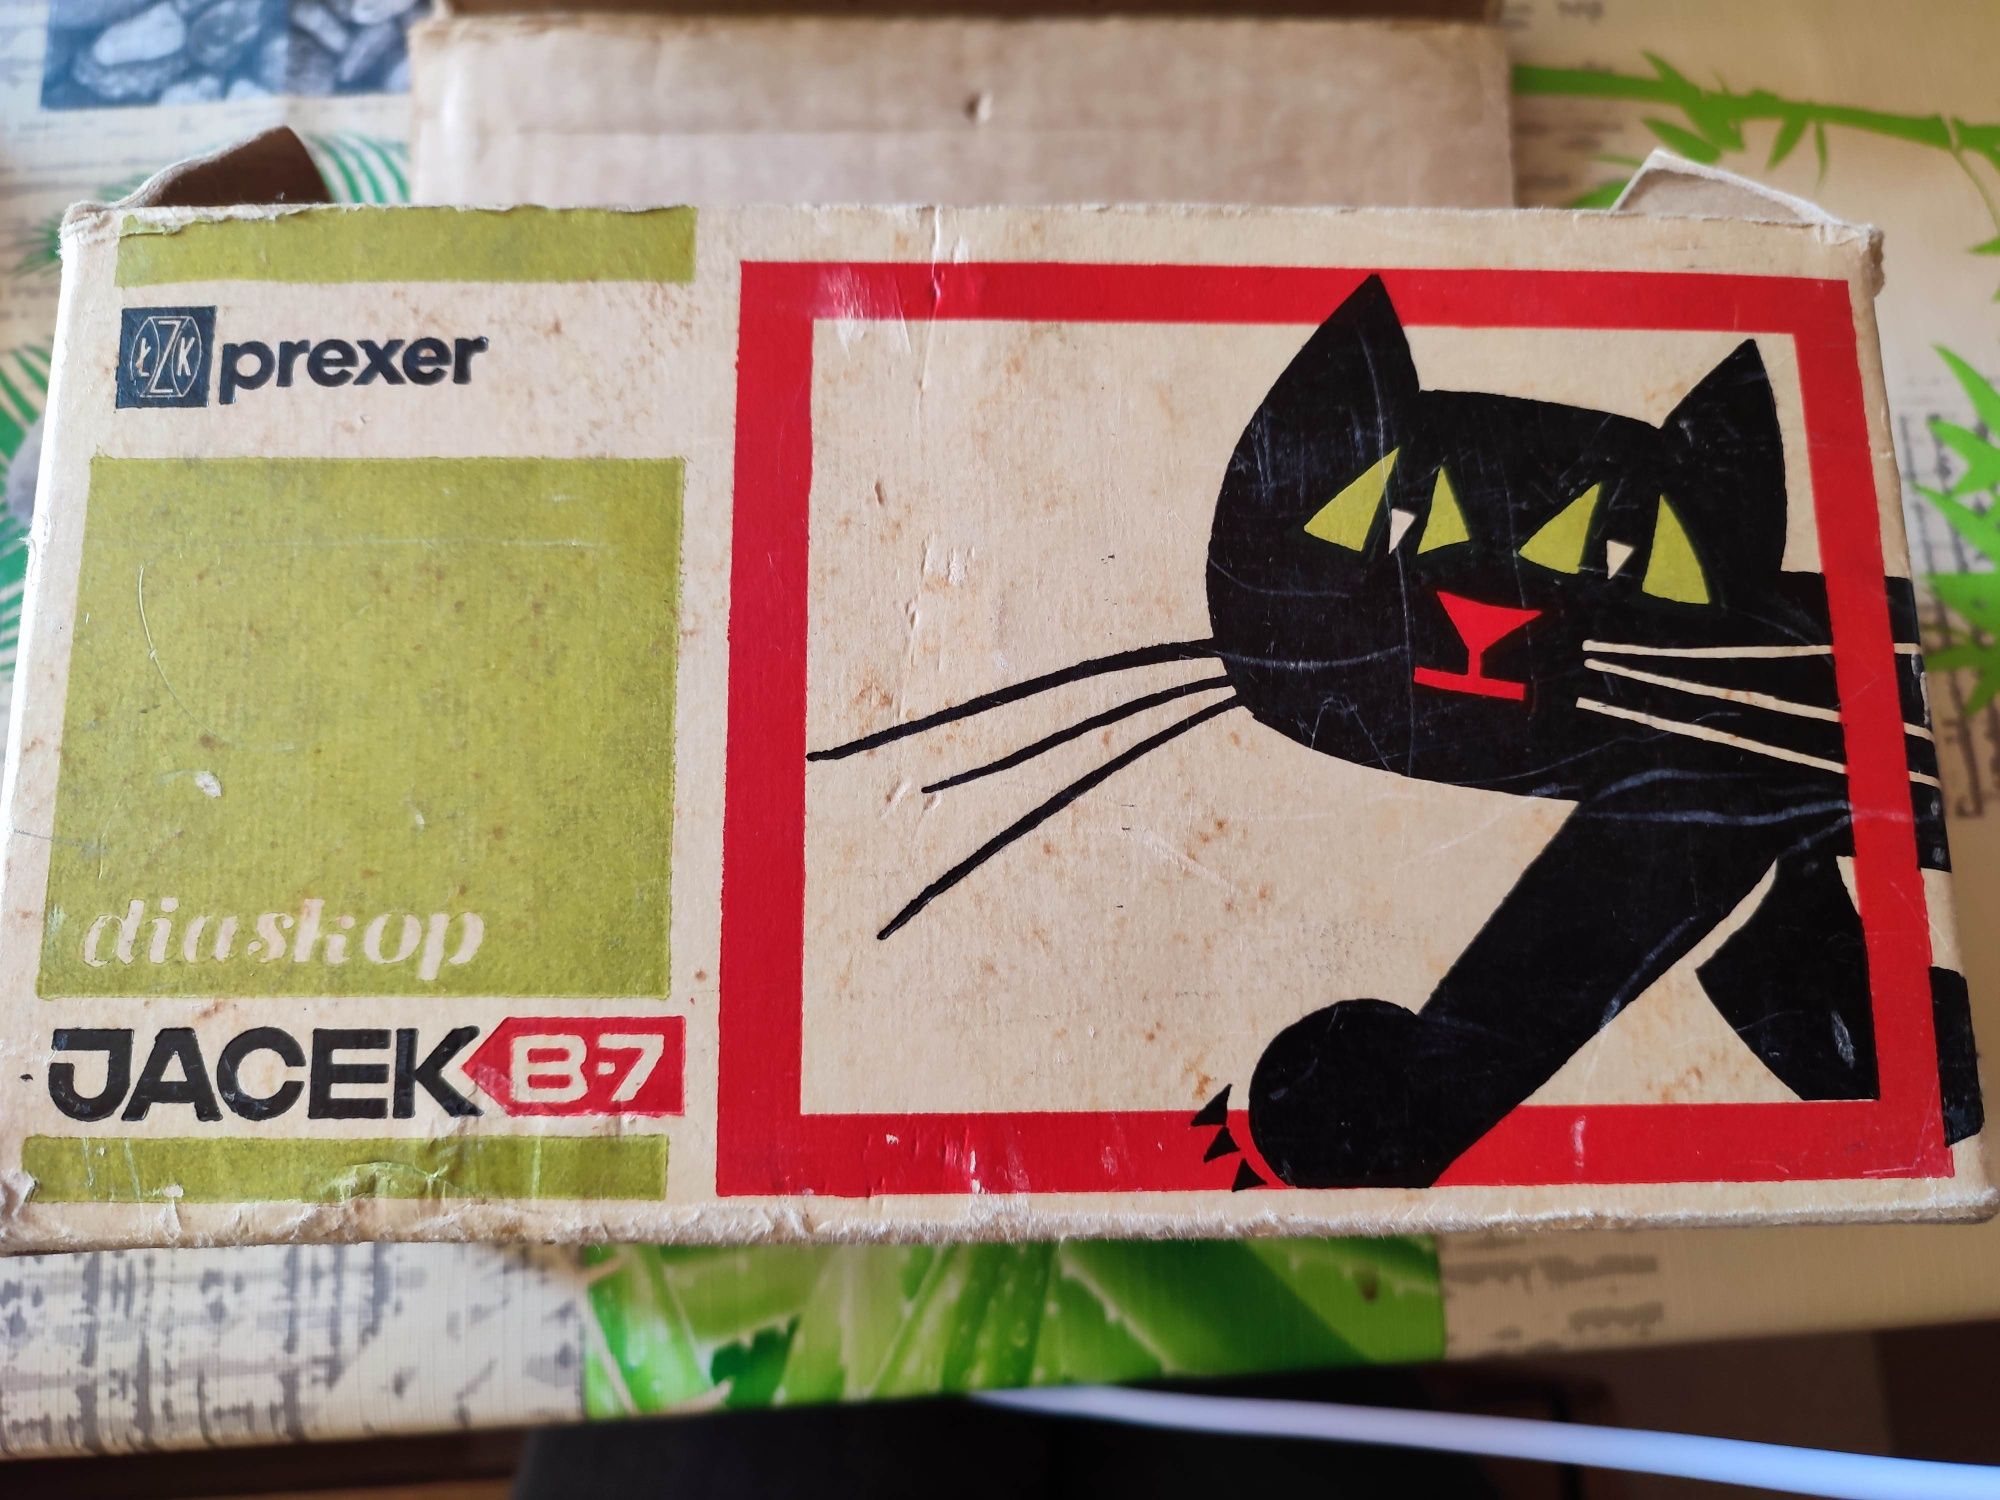 ŁZK prexer
diaskop
JACEK B-7